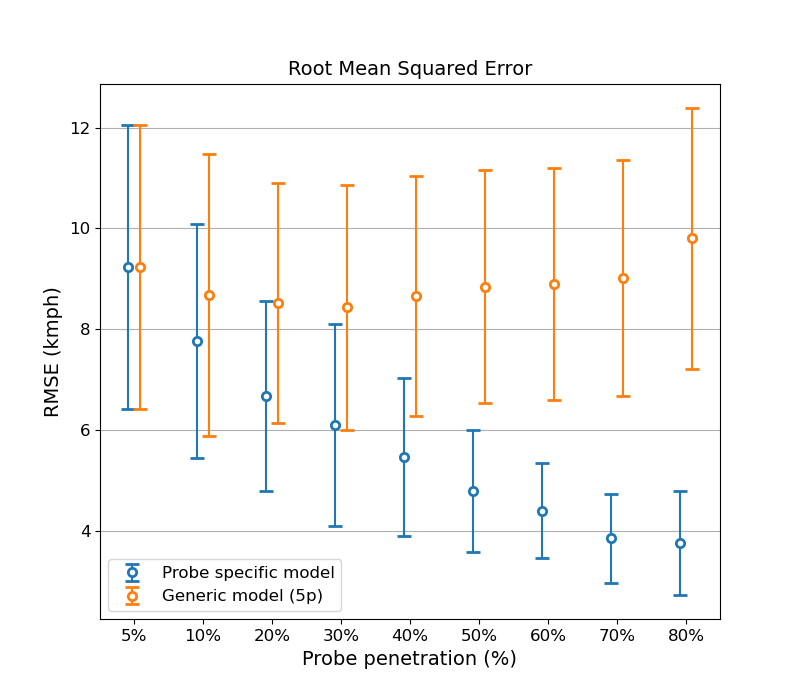 Root Mean Squared Error
12
10
8
6
4
RMSE (kmph)
Probe specific model
Generic model (5p)
5% 10% 20% 30% 40% 50% 60% 70% 80%
Probe penetration (%)